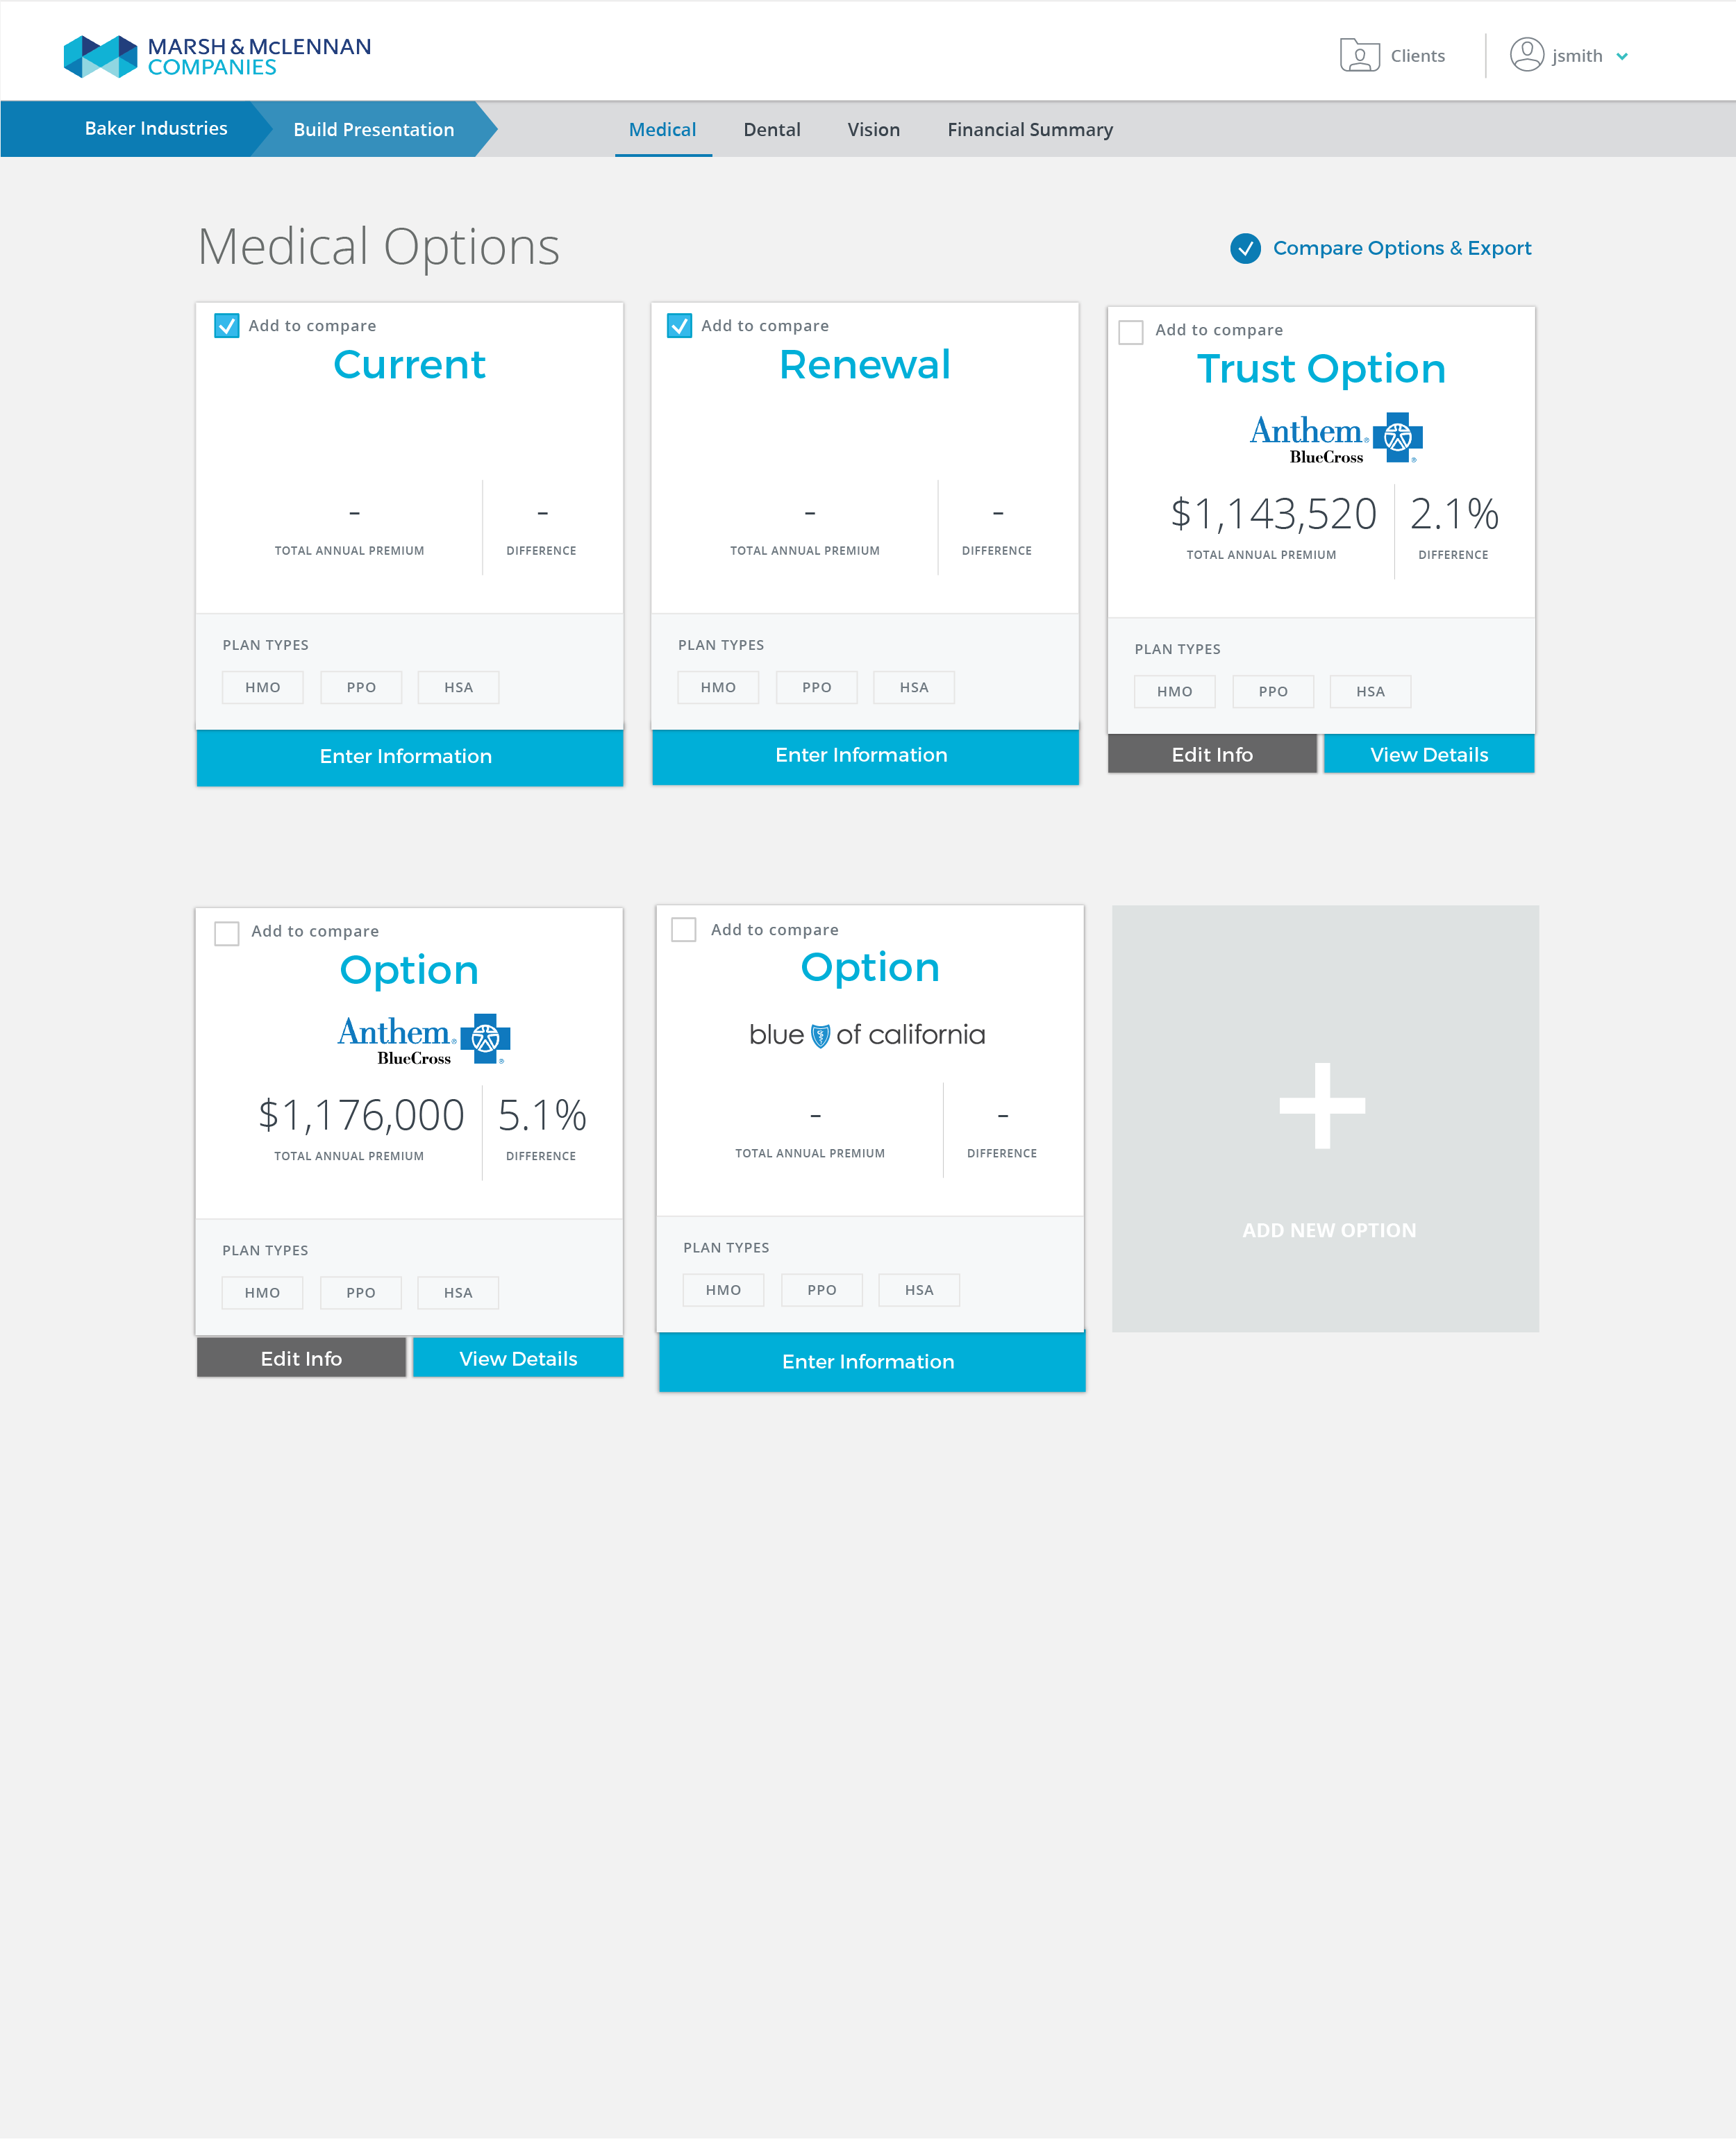 MARSH & McLENNAN
COMPANIES
Clients
jsmith
Baker Industries
Build Presentation
Medical
Dental
Vision
Financial Summary
Medical Options
Compare Options & Export
Add to compare
Current
-
-
TOTAL ANNUAL PREMIUM
DIFFERENCE
PLAN TYPES
HMO
PPO
HSA
Enter Information
Add to compare
Renewal
-
-
TOTAL ANNUAL PREMIUM
DIFFERENCE
PLAN TYPES
HMO
PPO
HSA
Enter Information
Add to compare
Trust Option
Anthem®
BlueCross
®
$1,143,520
2.1%
TOTAL ANNUAL PREMIUM
DIFFERENCE
PLAN TYPES
HMO
PPO
HSA
Edit Info
View Details
Add to compare
Option
Anthem®
BlueCross
®
$1,176,000
5.1%
TOTAL ANNUAL PREMIUM
DIFFERENCE
PLAN TYPES
HMO
PPO
HSA
Edit Info
View Details
Add to compare
Option
blue of california
-
-
TOTAL ANNUAL PREMIUM
DIFFERENCE
PLAN TYPES
HMO
PPO
HSA
Enter Information
ADD NEW OPTION